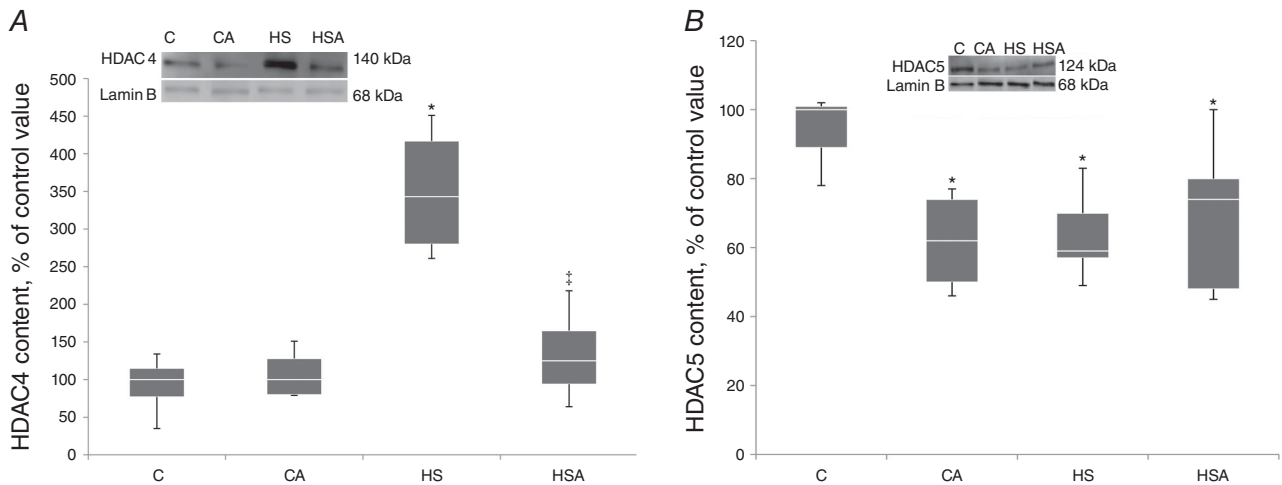 A
C CA HS HSA
HDAC 4 140 kDa
Lamin B 68 kDa
HDAC4 content, % of control value
500
450
*
400
350
300
250
‡
200
150
100
50
0
C CA HS HSA
B
120
C CA HS HSA
HDAC5 124 kDa
Lamin B 68 kDa
HDAC5 content, % of control value
100
*
80
* *
60
40
20
0
C CA HS HSA